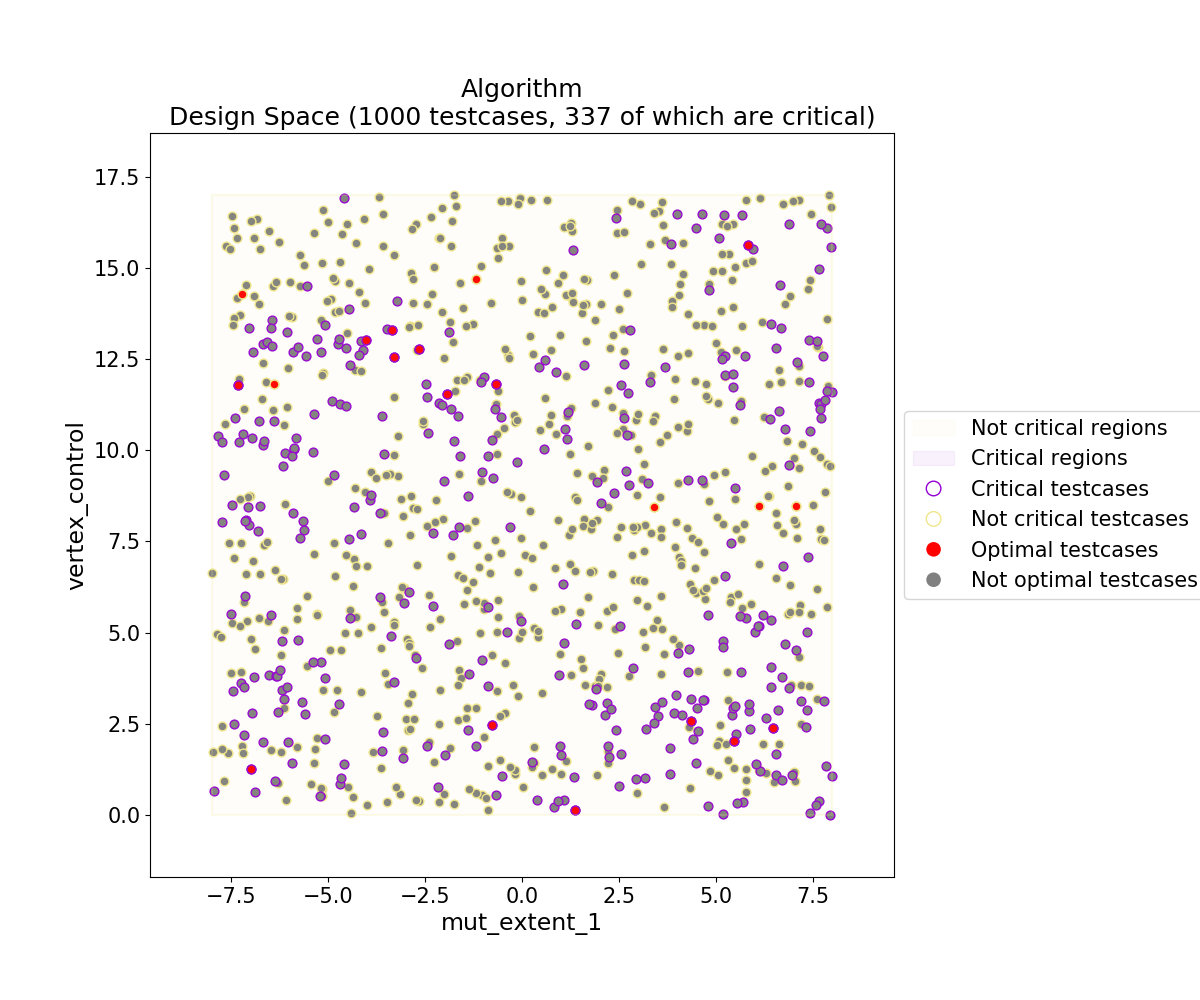 Algorithm
Design Space (1000 testcases, 337 of which are critical)
17.5
15.0
12.5
10.0
7.5
5.0
2.5
0.0
vertex_control
−7.5
−5.0
−2.5
0.0
2.5
5.0
7.5
mut_extent_1
Not critical regions
Critical regions
Critical testcases
Not critical testcases
Optimal testcases
Not optimal testcases